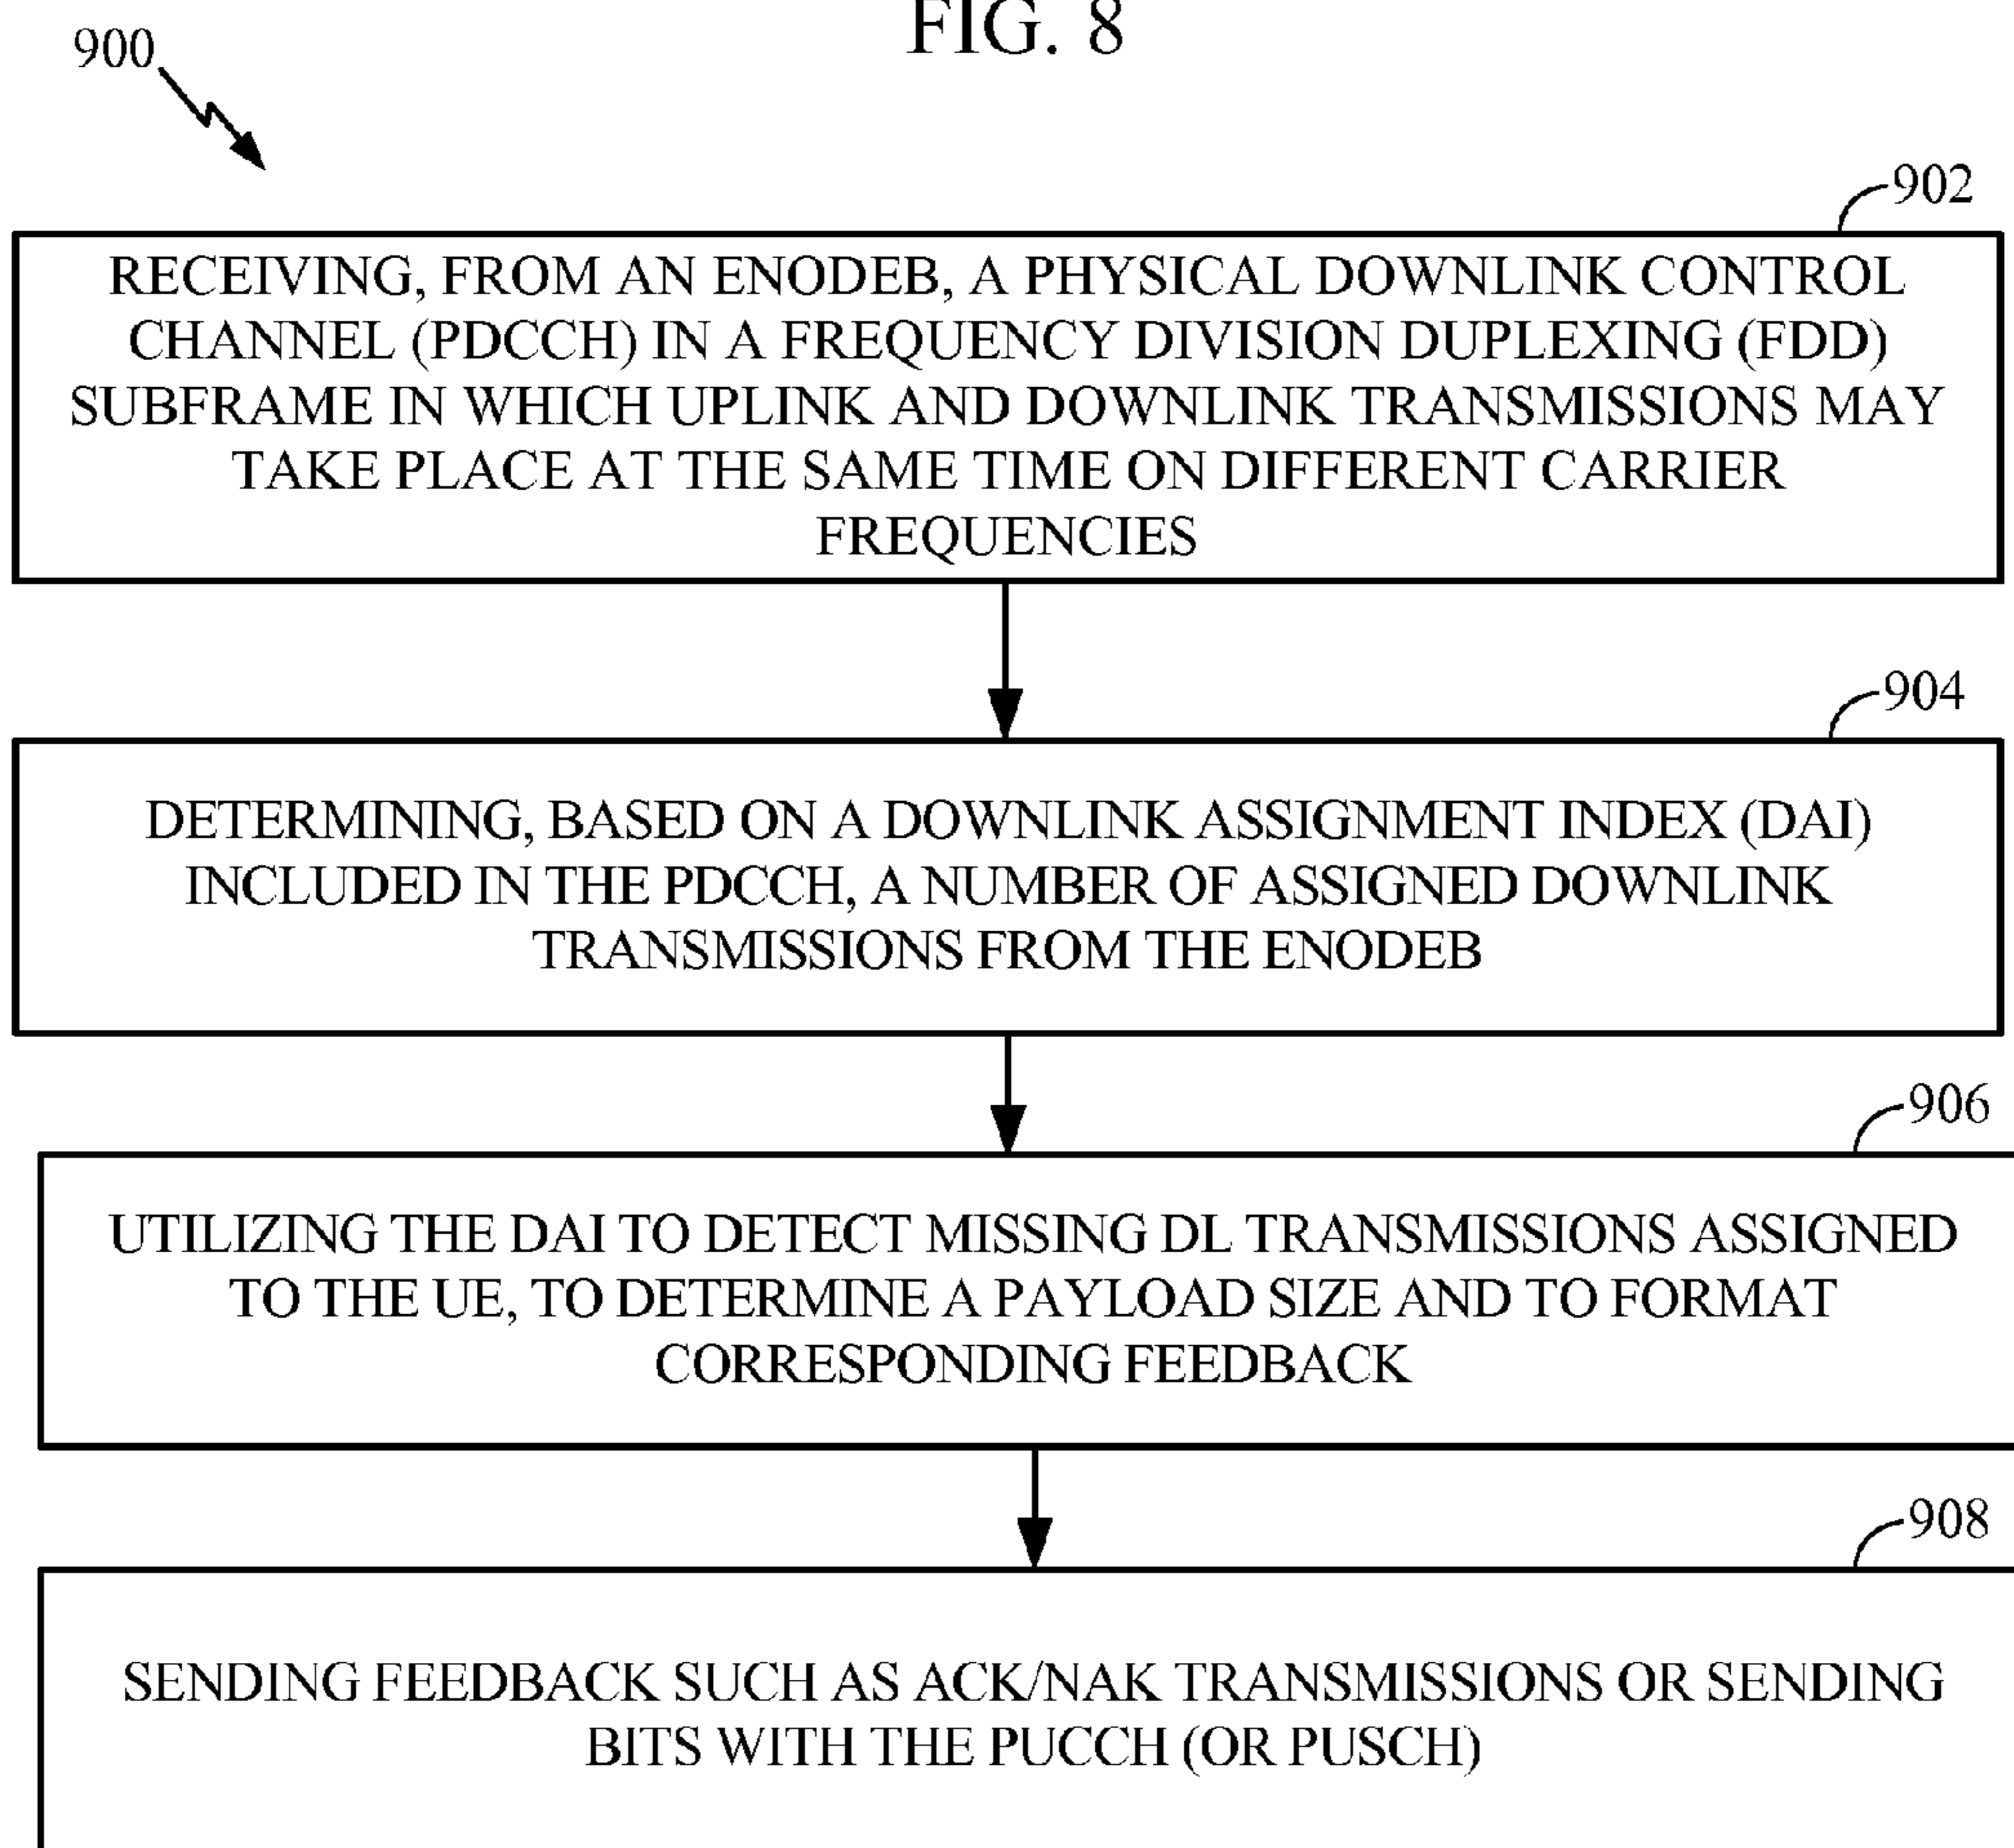 FIG. 8
900
902
RECEIVING, FROM AN ENODEB, A PHYSICAL DOWNLINK CONTROL
CHANNEL (PDCCH) IN A FREQUENCY DIVISION DUPLEXING (FDD)
SUBFRAME IN WHICH UPLINK AND DOWNLINK TRANSMISSIONS MAY
TAKE PLACE AT THE SAME TIME ON DIFFERENT CARRIER
FREQUENCIES
904
DETERMINING, BASED ON A DOWNLINK ASSIGNMENT INDEX (DAI)
INCLUDED IN THE PDCCH, A NUMBER OF ASSIGNED DOWNLINK
TRANSMISSIONS FROM THE ENODEB
906
UTILIZING THE DAI TO DETECT MISSING DL TRANSMISSIONS ASSIGNED
TO THE UE, TO DETERMINE A PAYLOAD SIZE AND TO FORMAT
CORRESPONDING FEEDBACK
908
SENDING FEEDBACK SUCH AS ACK/NAK TRANSMISSIONS OR SENDING
BITS WITH THE PUCCH (OR PUSCH)